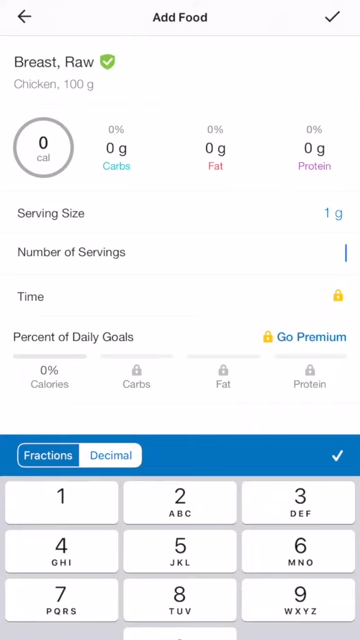 Add Food
Breast, Raw
Chicken, 100 g
0
cal
0%
0 g
Carbs
0%
0 g
Fat
0%
0 g
Protein
Serving Size 1 g
Number of Servings
Time
Percent of Daily Goals Go Premium
0%
Calories Carbs Fat Protein
Fractions Decimal
1 2 3
ABC DEF
4 5 6
GHI JKL MNO
7 8 9
PQRS TUV WXYZ